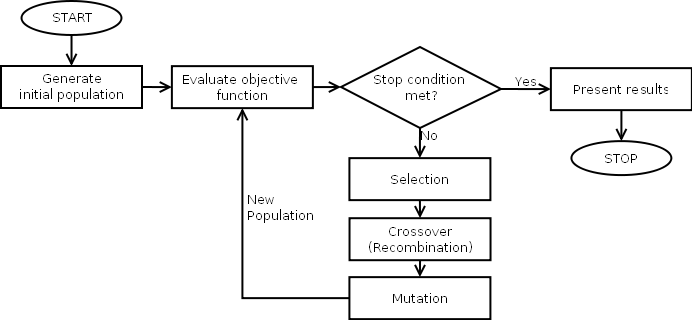 START
Generate
initial population
Evaluate objective
function
Stop condition
met?
Yes
Present results
STOP
No
Selection
Crossover
(Recombination)
Mutation
New
Population